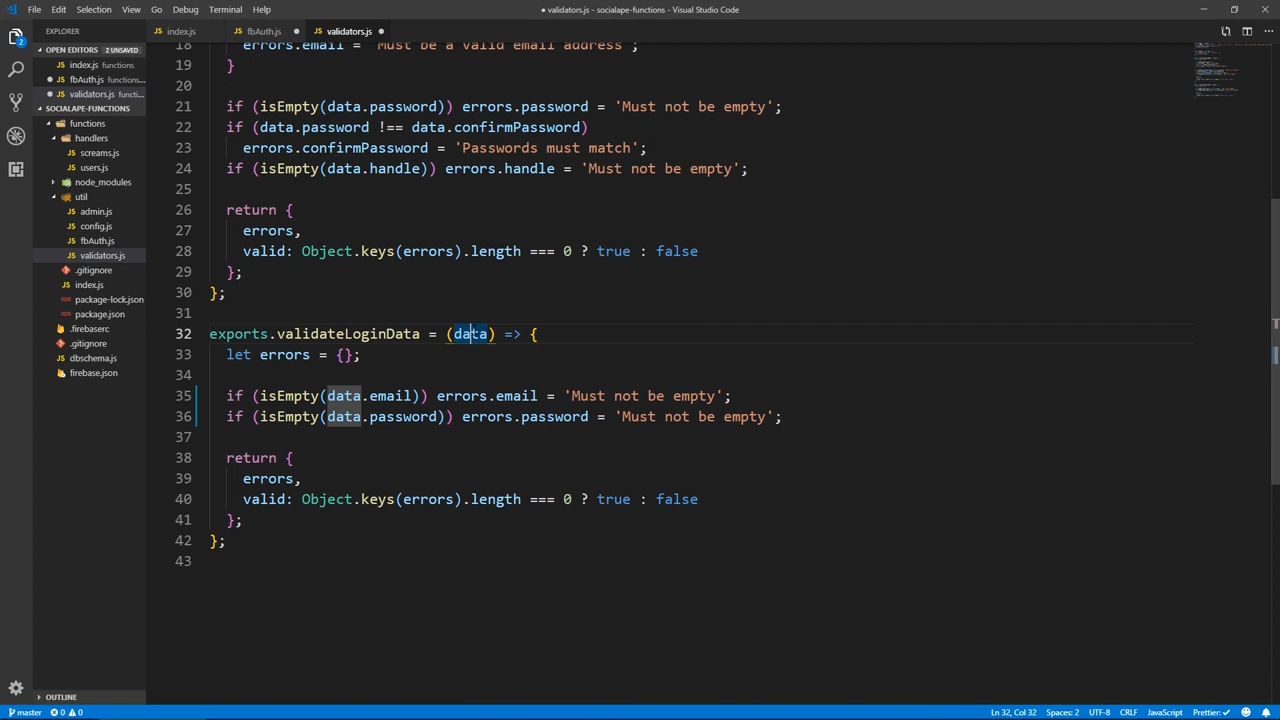 File Edit Selection View Go Debug Terminal Help
● validators.js - socialape-functions - Visual Studio Code
EXPLORER
OPEN EDITORS 2 UNSAVED
index.js functions
fbAuth.js functions...
validators.js functi...
SOCIALAPE-FUNCTIONS
functions
handlers
screams.js
users.js
node_modules
util
admin.js
config.js
fbAuth.js
validators.js
.gitignore
index.js
package-lock.json
package.json
.firebaserc
.gitignore
dbschema.js
firebase.json
OUTLINE
index.js fbAuth.js ● validators.js ●
18 errors.email = 'Must be a valid email address';
19 }
20
21 if (isEmpty(data.password)) errors.password = 'Must not be empty';
22 if (data.password !== data.confirmPassword)
23 errors.confirmPassword = 'Passwords must match';
24 if (isEmpty(data.handle)) errors.handle = 'Must not be empty';
25
26 return {
27 errors,
28 valid: Object.keys(errors).length === 0 ? true : false
29 };
30 };
31
32 exports.validateLoginData = (data) => {
33 let errors = {};
34
35 if (isEmpty(data.email)) errors.email = 'Must not be empty';
36 if (isEmpty(data.password)) errors.password = 'Must not be empty';
37
38 return {
39 errors,
40 valid: Object.keys(errors).length === 0 ? true : false
41 };
42 };
43
2
master 0 0
Ln 32, Col 32 Spaces: 2 UTF-8 CRLF JavaScript Prettier: ✓